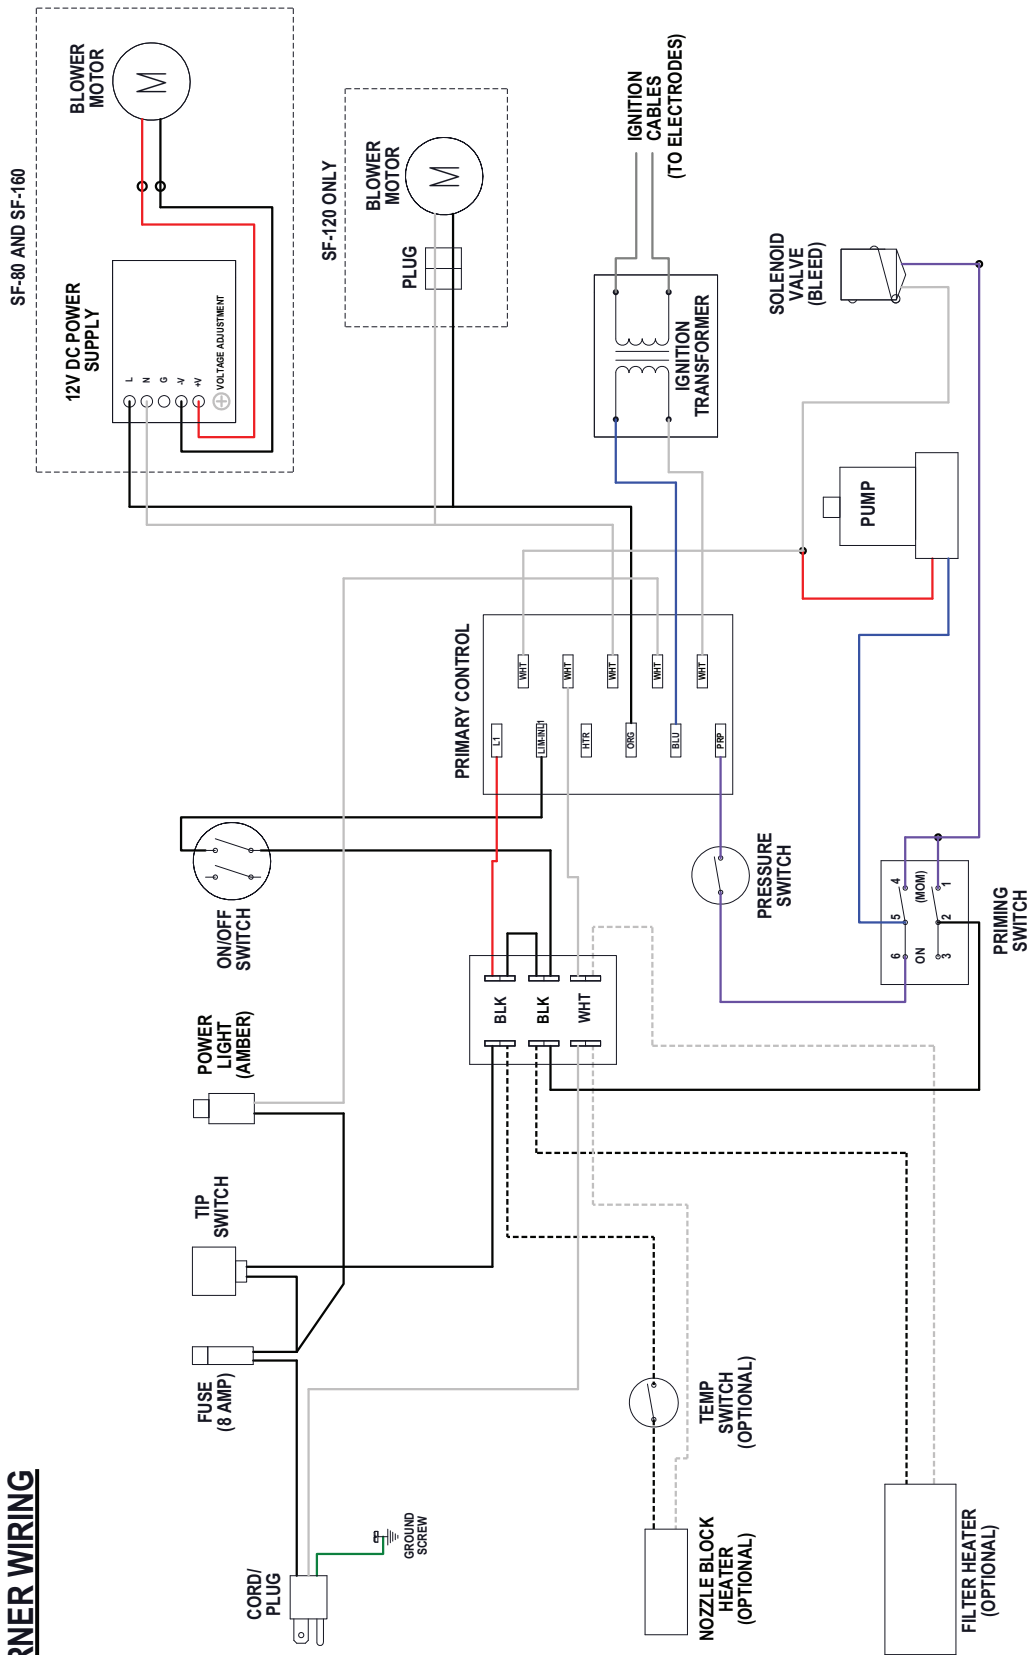 RNER WIRING
CORD/
PLUG
GROUND
SCREW
FUSE
(8 AMP)
TIP
SWITCH
POWER
LIGHT
(AMBER)
ON/OFF
SWITCH
SF-80 AND SF-160
12V DC POWER
SUPPLY
L
N
G
-V
+V
VOLTAGE ADJUSTMENT
BLOWER
MOTOR
M
SF-120 ONLY
PLUG
BLOWER
MOTOR
M
BLK
BLK
WHT
PRIMARY CONTROL
L1
LIM-INL1
HTR
ORG
BLU
PRP
WHT
WHT
WHT
WHT
WHT
IGNITION
TRANSFORMER
IGNITION
CABLES
(TO ELECTRODES)
NOZZLE BLOCK
HEATER
(OPTIONAL)
TEMP
SWITCH
(OPTIONAL)
PRESSURE
SWITCH
SOLENOID
VALVE
(BLEED)
PUMP
FILTER HEATER
(OPTIONAL)
6
5
4
ON
(MOM)
3
2
1
PRIMING
SWITCH